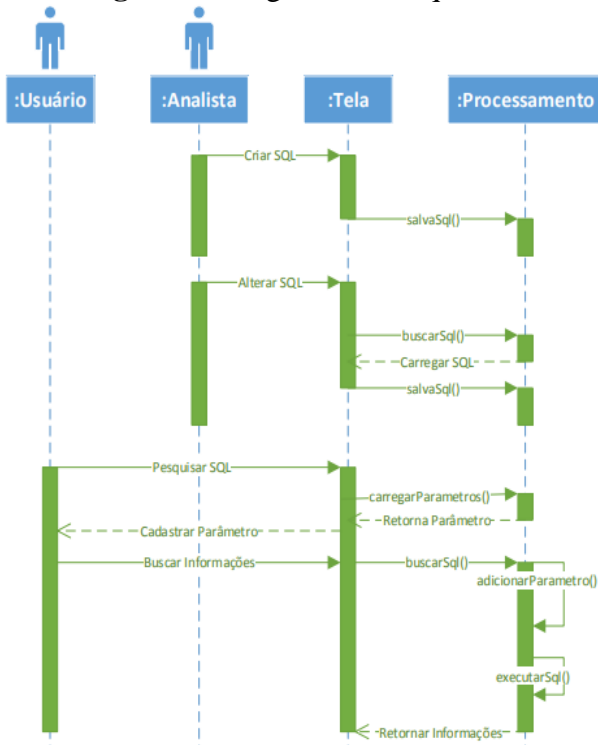 :Usuário
:Analista
:Tela
:Processamento
Criar SQL
salvaSql()
Alterar SQL
buscarSql()
Carregar SQL
salvaSql()
Pesquisar SQL
carregarParametros()
Retorna Parâmetro
Cadastrar Parâmetro
Buscar Informações
buscarSql()
adicionarParametro()
executarSql()
Retornar Informações